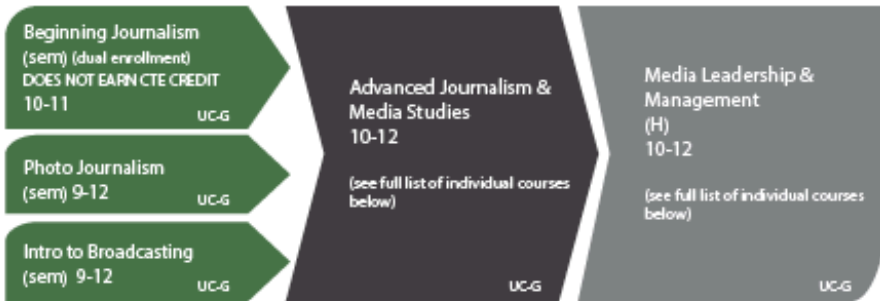 Beginning Journalism
(sem) (dual enrollment)
DOES NOT EARN CTE CREDIT
10-11
UC-G
Photo Journalism
(sem) 9-12
UC-G
Intro to Broadcasting
(sem) 9-12
UC-G
Advanced Journalism &
Media Studies
10-12
(see full list of individual courses
below)
UC-G
Media Leadership &
Management
(H)
10-12
(see full list of individual courses
below)
UC-G